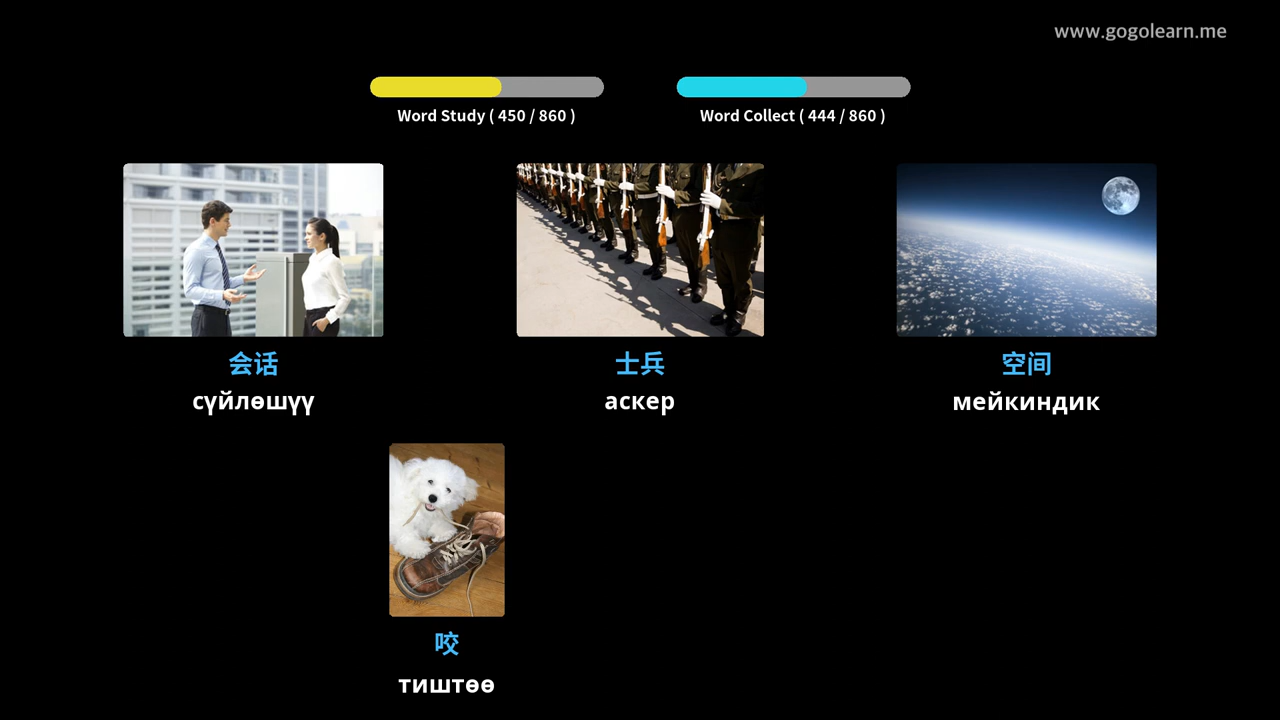 www.gogolearn.me
Word Study ( 450 / 860 )
Word Collect ( 444 / 860 )
会话
сүйлөшүү
士兵
аскер
空间
мейкиндик
咬
тиштөө